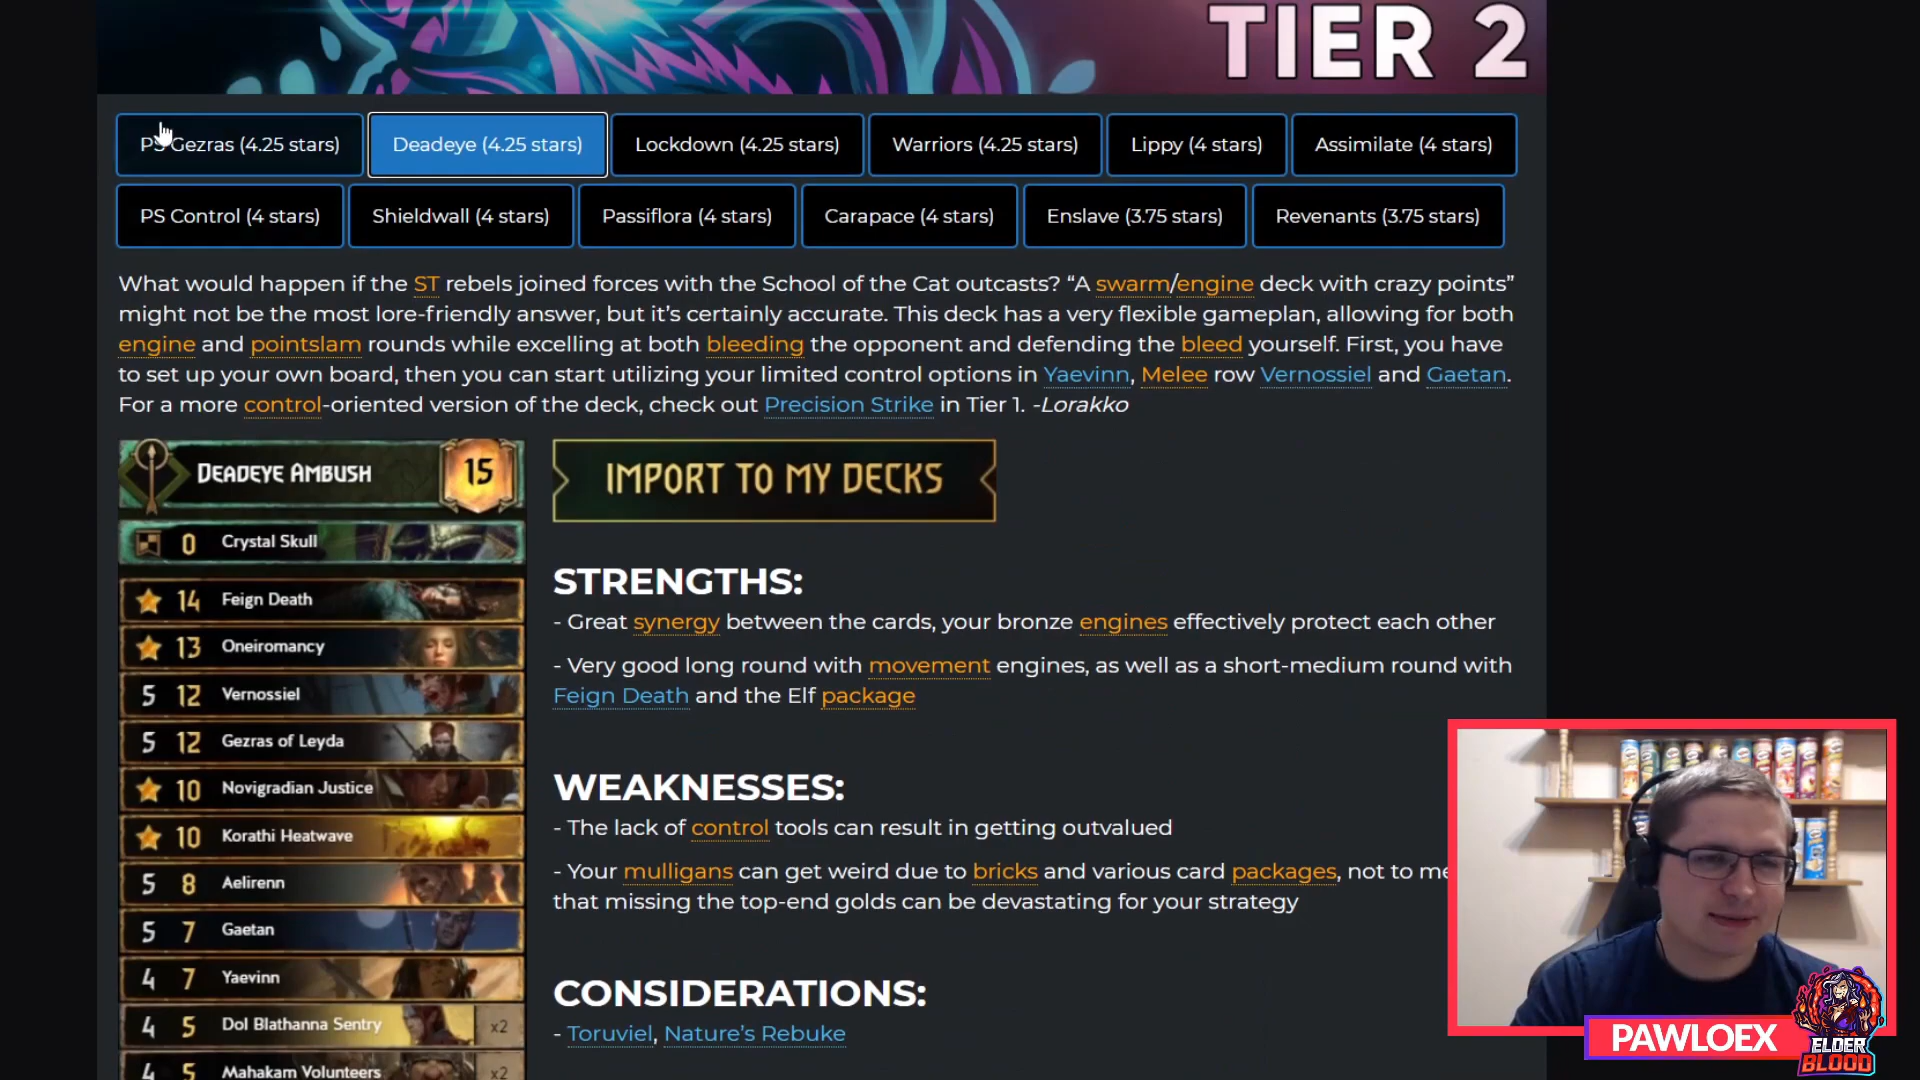 TIER 2
PS Gezras (4.25 stars)
Deadeye (4.25 stars)
Lockdown (4.25 stars)
Warriors (4.25 stars)
Lippy (4 stars)
Assimilate (4 stars)
PS Control (4 stars)
Shieldwall (4 stars)
Passiflora (4 stars)
Carapace (4 stars)
Enslave (3.75 stars)
Revenants (3.75 stars)
What would happen if the ST rebels joined forces with the School of the Cat outcasts? “A swarm/engine deck with crazy points”
might not be the most lore-friendly answer, but it’s certainly accurate. This deck has a very flexible gameplan, allowing for both
engine and pointslam rounds while excelling at both bleeding the opponent and defending the bleed yourself. First, you have
to set up your own board, then you can start utilizing your limited control options in Yaevinn, Melee row Vernossiel and Gaetan.
For a more control-oriented version of the deck, check out Precision Strike in Tier 1. -Lorakko
DEADEYE AMBUSH 15
0 Crystal Skull
14 Feign Death
13 Oneiromancy
5 12 Vernossiel
5 12 Gezras of Leyda
10 Novigradian Justice
10 Korathi Heatwave
5 8 Aelirenn
5 7 Gaetan
4 7 Yaevinn
4 5 Dol Blathanna Sentry x2
4 5 Mahakam Volunteers x2
IMPORT TO MY DECKS
STRENGTHS:
- Great synergy between the cards, your bronze engines effectively protect each other
- Very good long round with movement engines, as well as a short-medium round with
Feign Death and the Elf package
WEAKNESSES:
- The lack of control tools can result in getting outvalued
- Your mulligans can get weird due to bricks and various card packages, not to me
that missing the top-end golds can be devastating for your strategy
CONSIDERATIONS:
- Toruviel, Nature’s Rebuke
PAWLOEX
ELDER
BLOOD